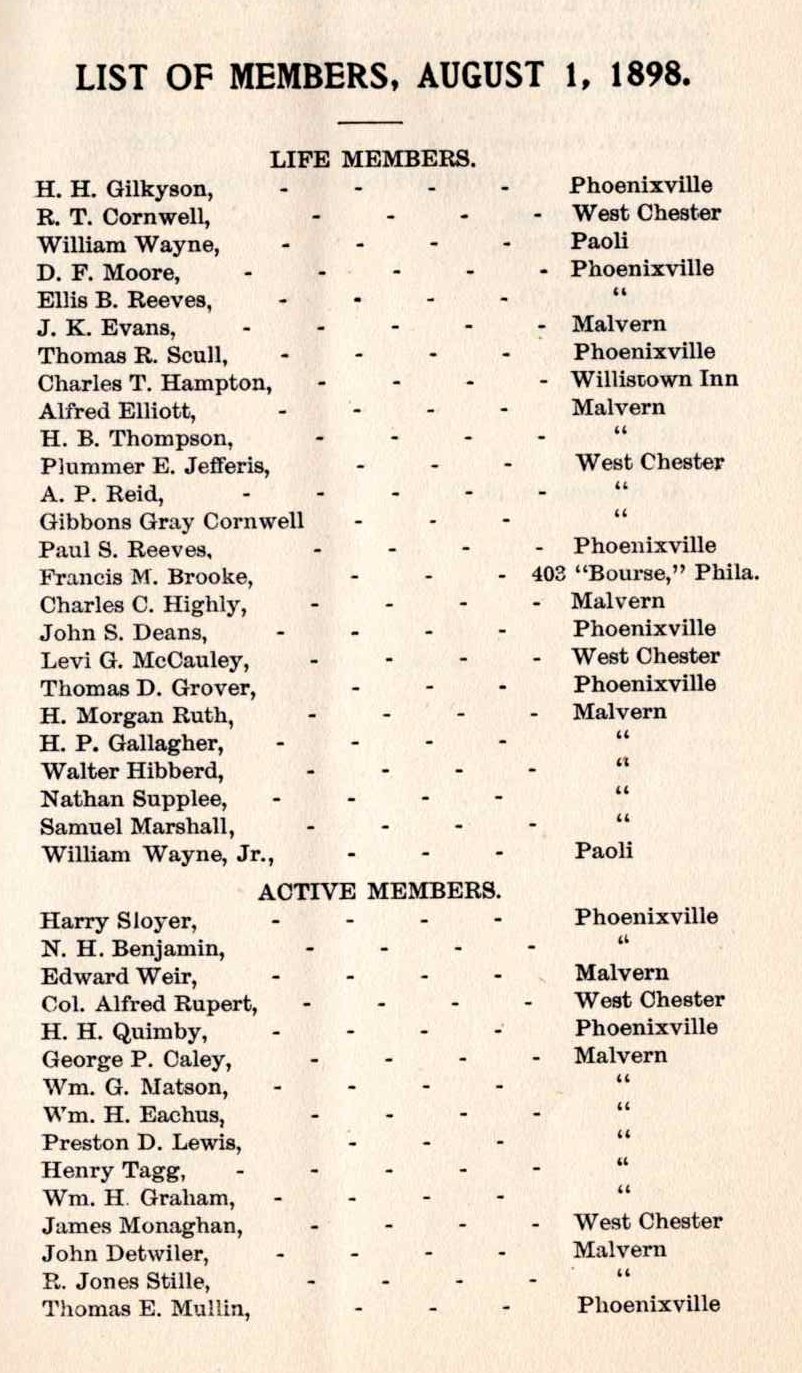 LIST OF MEMBERS, AUGUST 1, 1898.
LIFE MEMBERS.
H. H. Gilkyson, - - - - Phoenixville
R. T. Cornwell, - - - - West Chester
William Wayne, - - - - Paoli
D. F. Moore, - - - - - Phoenixville
Ellis B. Reeves, - - - - “
J. K. Evans, - - - - - Malvern
Thomas R. Scull, - - - - Phoenixville
Charles T. Hampton, - - - - Willistown Inn
Alfred Elliott, - - - - Malvern
H. B. Thompson, - - - - “
Plummer E. Jefferis, - - - West Chester
A. P. Reid, - - - - - “
Gibbons Gray Cornwell - - - “
Paul S. Reeves, - - - - Phoenixville
Francis M. Brooke, - - - 403 “Bourse,” Phila.
Charles C. Highly, - - - - Malvern
John S. Deans, - - - - Phoenixville
Levi G. McCauley, - - - - West Chester
Thomas D. Grover, - - - Phoenixville
H. Morgan Ruth, - - - - Malvern
H. P. Gallagher, - - - - “
Walter Hibberd, - - - - “
Nathan Supplee, - - - - “
Samuel Marshall, - - - - “
William Wayne, Jr., - - - Paoli
ACTIVE MEMBERS.
Harry Sloyer, - - - - Phoenixville
N. H. Benjamin, - - - - “
Edward Weir, - - - - Malvern
Col. Alfred Rupert, - - - - West Chester
H. H. Quimby, - - - - Phoenixville
George P. Caley, - - - - Malvern
Wm. G. Matson, - - - - “
Wm. H. Eachus, - - - - “
Preston D. Lewis, - - - “
Henry Tagg, - - - - - “
Wm. H. Graham, - - - - “
James Monaghan, - - - - West Chester
John Detwiler, - - - - Malvern
R. Jones Stille, - - - - “
Thomas E. Mullin, - - - Phoenixville